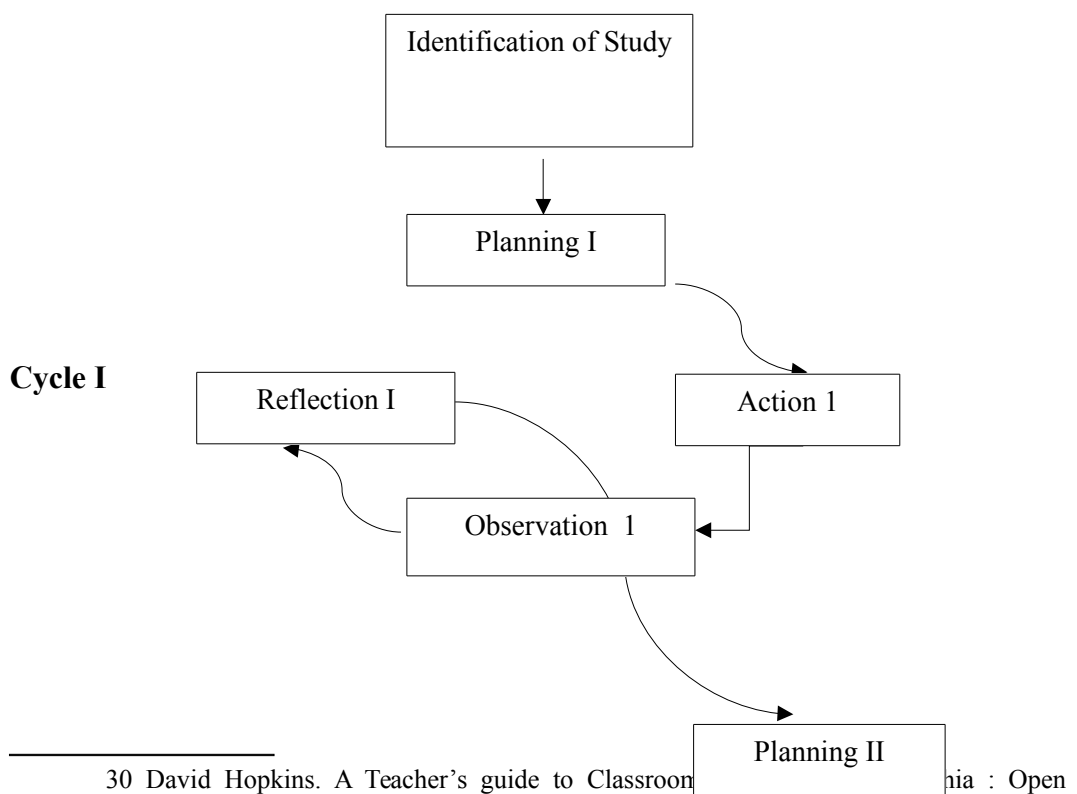 Identification of Study
Planning I
Cycle I
Reflection I
Action 1
Observation 1
Planning II
30 David Hopkins. A Teacher’s guide to Classroom nia : Open